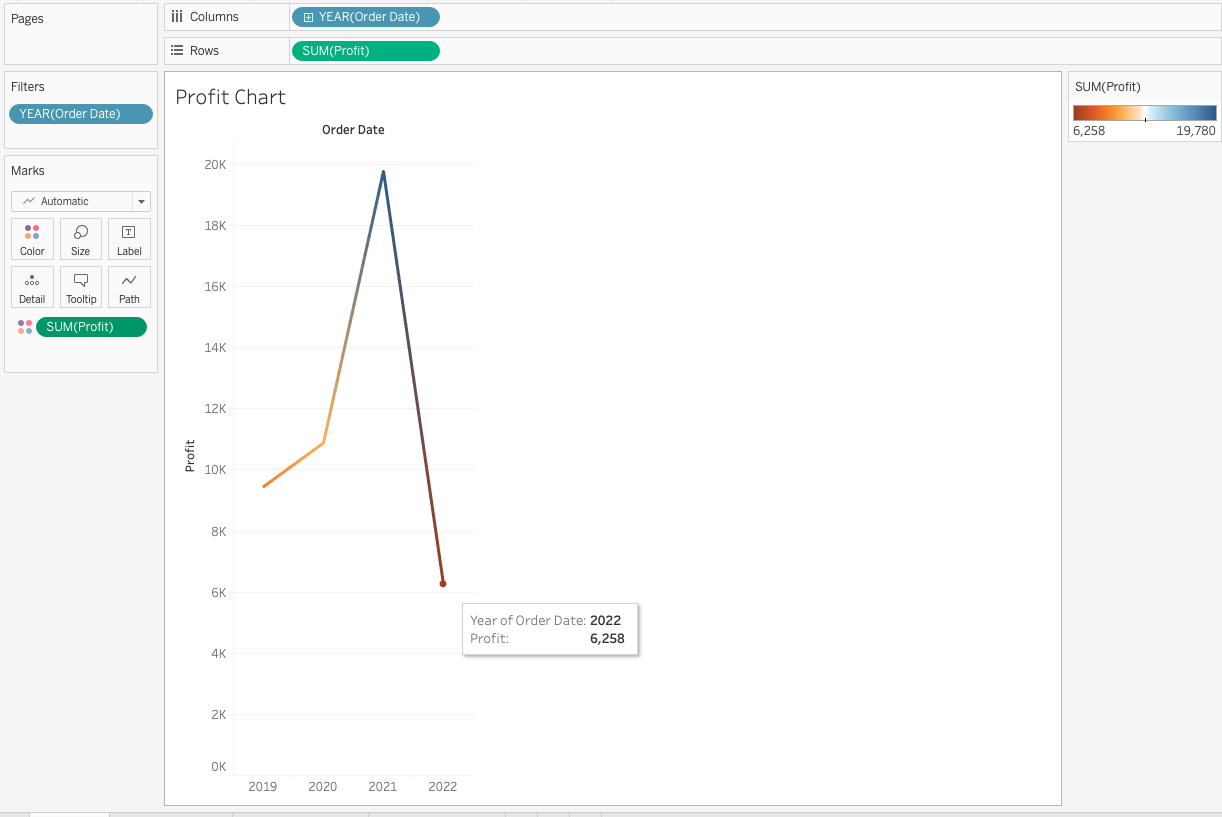 Pages
Columns
YEAR(Order Date)
Rows
SUM(Profit)
Filters
YEAR(Order Date)
Marks
Automatic
Color
Size
Label
Detail
Tooltip
Path
SUM(Profit)
Profit Chart
Order Date
20K
18K
16K
14K
12K
10K
8K
6K
4K
2K
0K
Profit
2019
2020
2021
2022
Year of Order Date: 2022
Profit: 6,258
SUM(Profit)
6,258 19,780